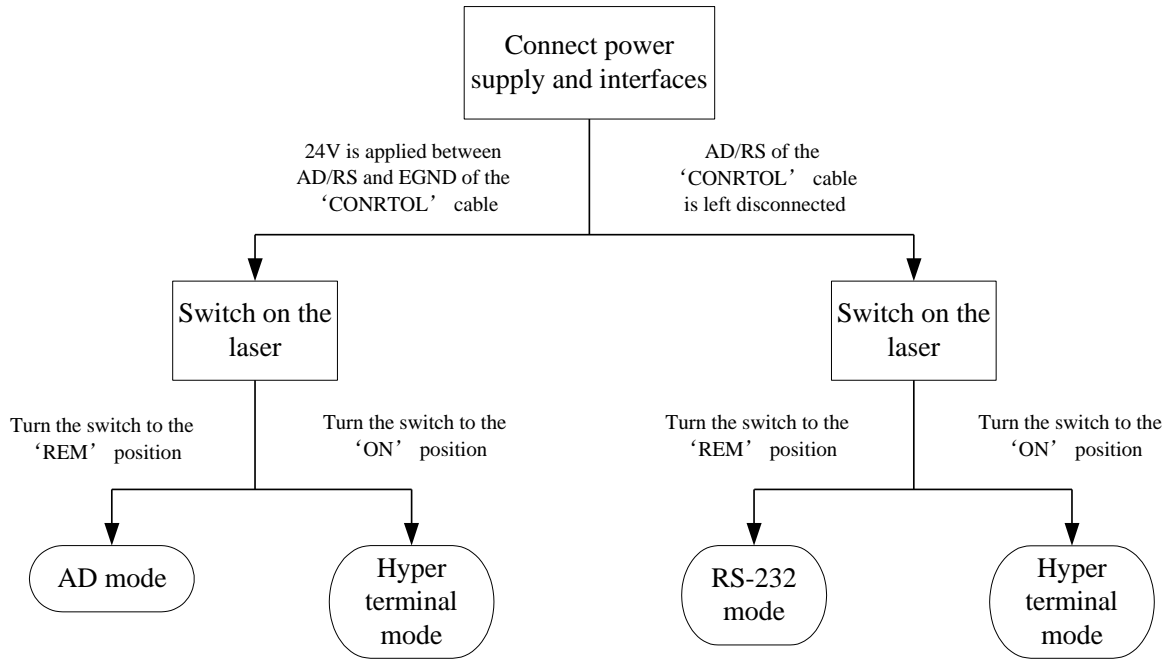 Connect power
supply and interfaces
24V is applied between
AD/RS and EGND of the
‘CONRTOL’ cable
AD/RS of the
‘CONRTOL’ cable
is left disconnected
Switch on the
laser
Switch on the
laser
Turn the switch to the
‘REM’ position
Turn the switch to the
‘ON’ position
Turn the switch to the
‘REM’ position
Turn the switch to the
‘ON’ position
AD mode
Hyper
terminal
mode
RS-232
mode
Hyper
terminal
mode